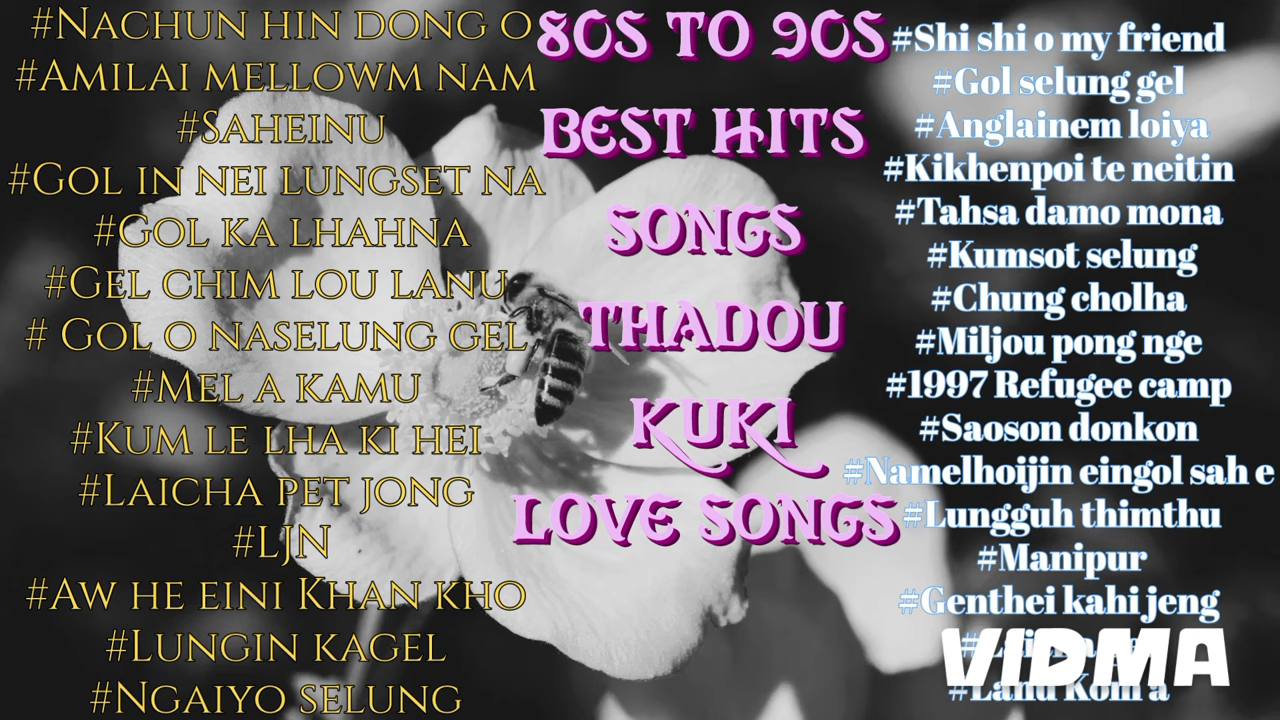 #Nachun hin dong o
#Amilai mellowm nam
#Saheinu
#Gol in nei lungset na
#Gol ka lhahna
#Gel chim lou lanu
# Gol o naselung gel
#Mel a kamu
#Kum le lha ki hei
#Laicha pet jong
#LJN
#Aw he eini Khan kho
#Lungin kagel
#Ngaiyo selung
80s to 90s
Best Hits
Songs
Thadou
Kuki
Love Songs
#Shi shi o my friend
#Gol selung gel
#Anglainem loiya
#Kikhenpoi te neitin
#Tahsa damo mona
#Kumsot selung
#Chung cholha
#Miljou pong nge
#1997 Refugee camp
#Saoson donkon
#Namelhoijin eingol sah e
#Lungguh thimthu
#Manipur
#Genthei kahi jeng
#Lanu Kom a
VIDMA